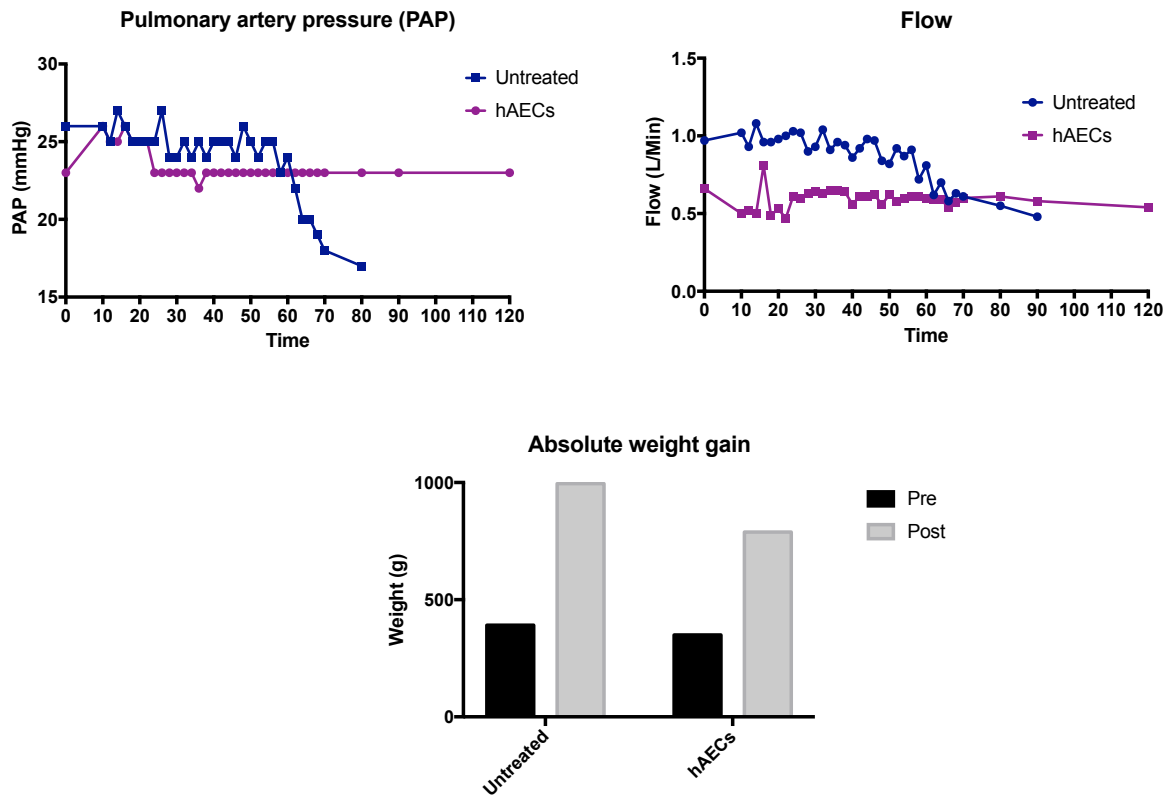 Pulmonary artery pressure (PAP)
30
25
20
15
PAP (mmHg)
0 10 20 30 40 50 60 70 80 90 100 110 120
Time
Untreated
hAECs
Flow
1.5
1.0
0.5
0.0
Flow (L/Min)
0 10 20 30 40 50 60 70 80 90 100 110 120
Time
Untreated
hAECs
Absolute weight gain
1000
500
0
Weight (g)
Untreated
hAECs
Pre
Post